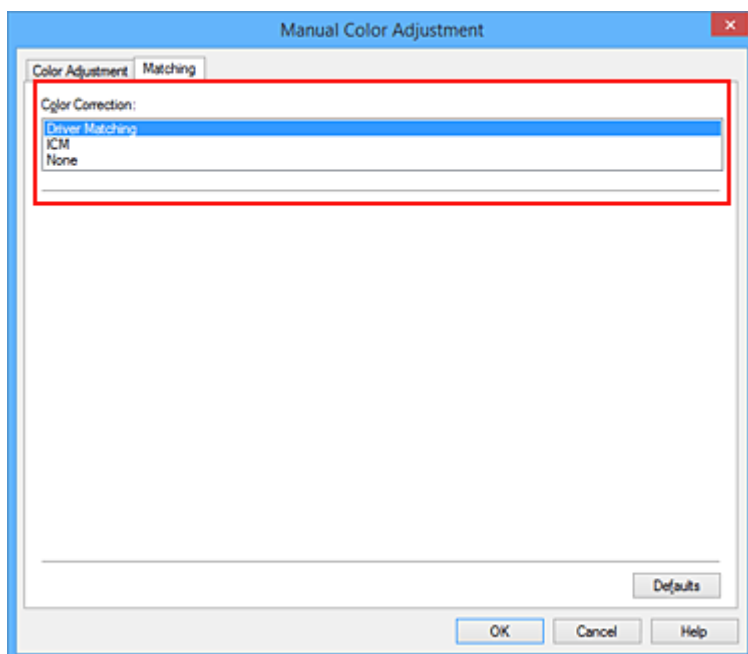 Manual Color Adjustment
Color Adjustment Matching
Color Correction:
Driver Matching
ICM
None
Defaults
OK Cancel Help